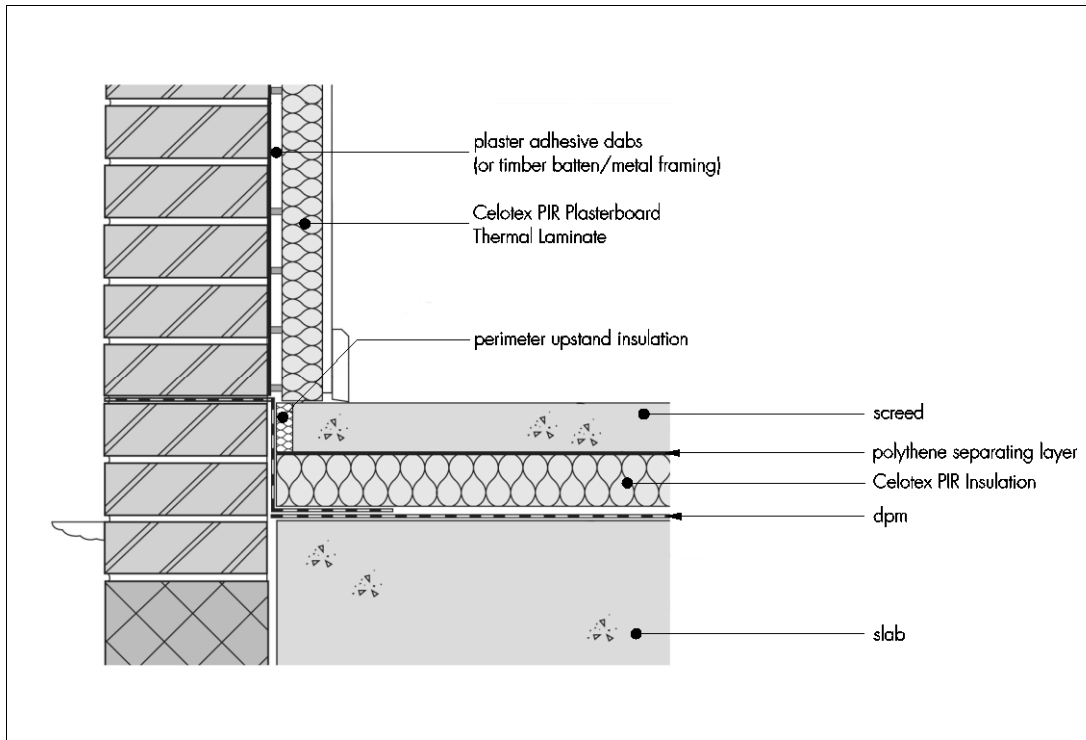 plaster adhesive dabs
(or timber batten/metal framing)
Celotex PIR Plasterboard
Thermal Laminate
perimeter upstand insulation
screed
polythene separating layer
Celotex PIR Insulation
dpm
slab